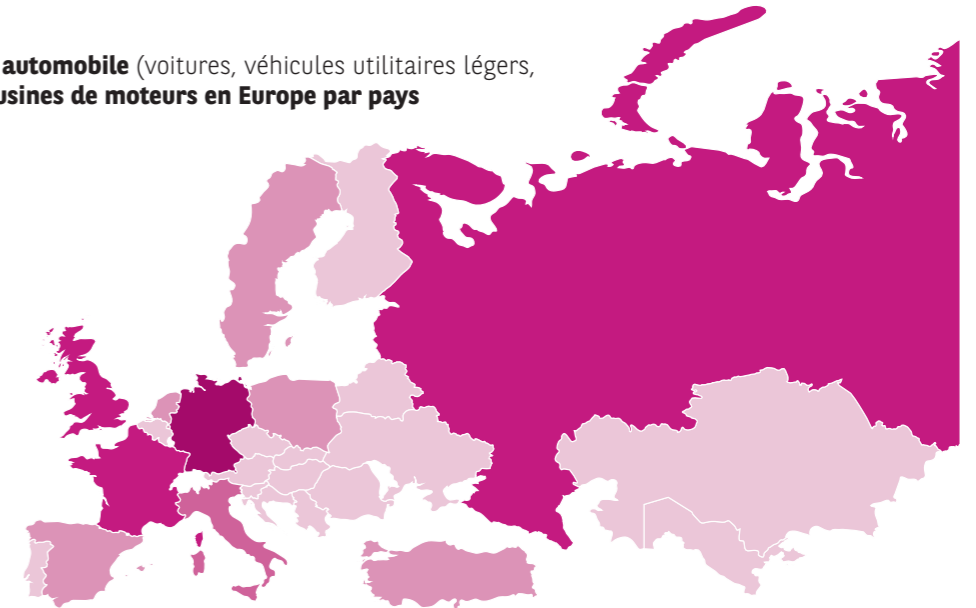 automobile (voitures, véhicules utilitaires légers,
usines de moteurs en Europe par pays